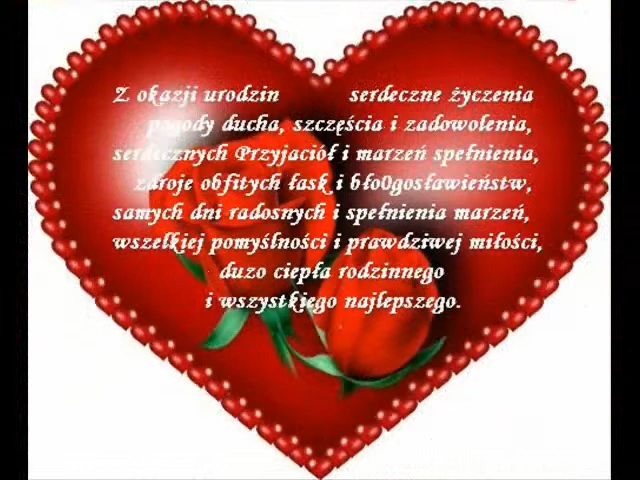 Z okazji urodzin serdeczne życzenia
pogody ducha, szczęścia i zadowolenia,
serdecznych Przyjaciół i marzeń spełnienia,
zdroje obfitych łask i bło0gosławieństw,
samych dni radosnych i spełnienia marzeń,
wszelkiej pomyślności i prawdziwej miłości,
duzo ciepła rodzinnego
i wszystkiego najlepszego.